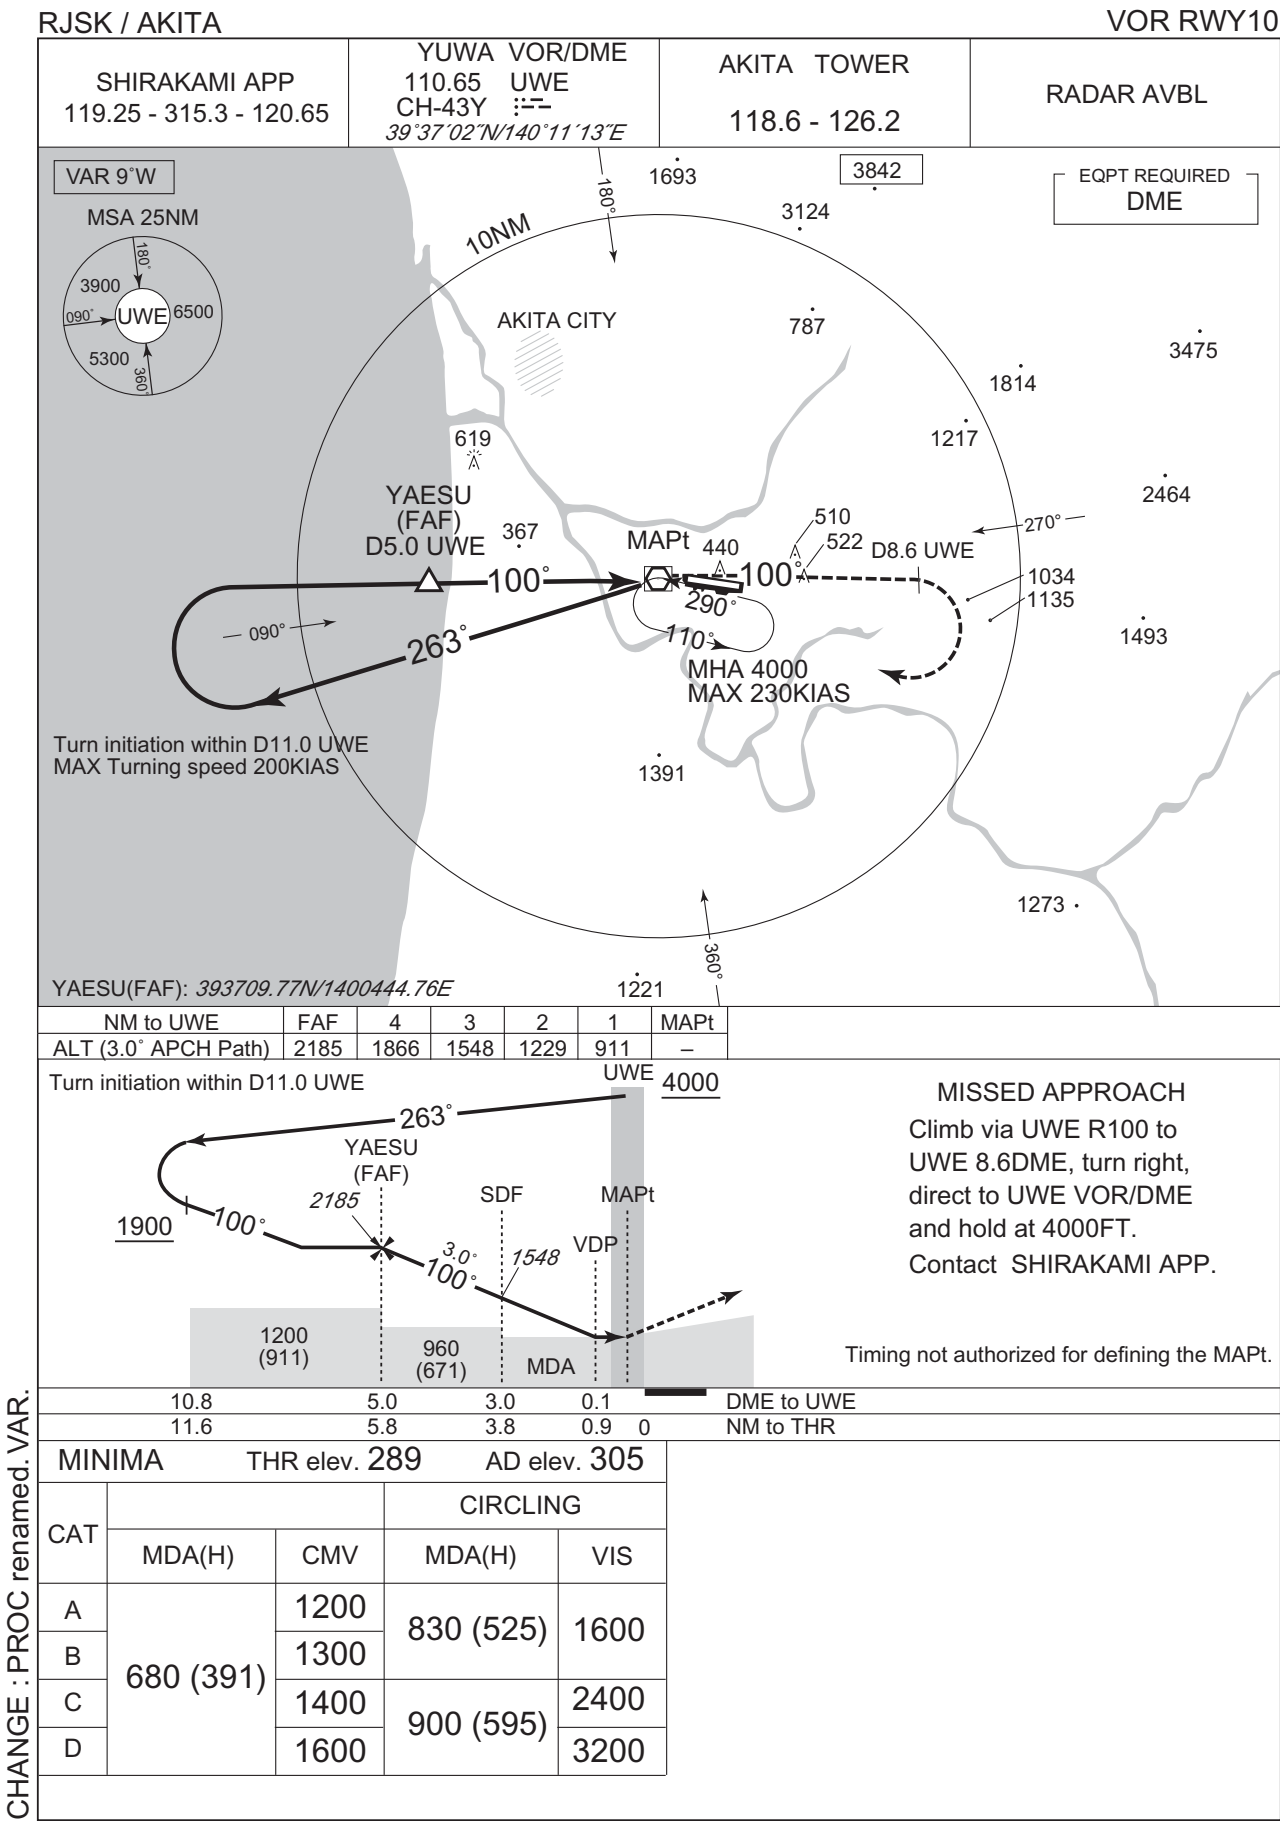 RJSK / AKITA
VOR RWY10
SHIRAKAMI APP
119.25 - 315.3 - 120.65
YUWA VOR/DME
110.65 UWE
CH-43Y
39°37´02˝N/140°11´13˝E
AKITA TOWER
118.6 - 126.2
RADAR AVBL
VAR 9°W
MSA 25NM
180°
3900
090°
UWE
6500
5300
360°
180°
1693
3842
EQPT REQUIRED
DME
3124
10NM
AKITA CITY
787
3475
1814
1217
619
2464
YAESU
(FAF)
D5.0 UWE
367
MAPt
440
510
522
D8.6 UWE
270°
100°
100°
1034
1135
290°
090°
263°
110°
1493
MHA 4000
MAX 230KIAS
Turn initiation within D11.0 UWE
MAX Turning speed 200KIAS
1391
1273
360°
YAESU(FAF): 393709.77N/1400444.76E
1221
NM to UWE FAF 4 3 2 1 MAPt
ALT (3.0° APCH Path) 2185 1866 1548 1229 911 –
Turn initiation within D11.0 UWE
UWE
4000
263°
YAESU
(FAF)
2185
SDF
MAPt
1900
100°
VDP
3.0°
100°
1548
1200
(911)
960
(671)
MDA
MISSED APPROACH
Climb via UWE R100 to
UWE 8.6DME, turn right,
direct to UWE VOR/DME
and hold at 4000FT.
Contact SHIRAKAMI APP.
Timing not authorized for defining the MAPt.
10.8 5.0 3.0 0.1 DME to UWE
11.6 5.8 3.8 0.9 0 NM to THR
MINIMA THR elev. 289 AD elev. 305
CAT
CIRCLING
MDA(H) CMV MDA(H) VIS
A 1200
B 1300
C 1400
D 1600
680 (391)
830 (525) 1600
900 (595) 2400
3200
CHANGE : PROC renamed. VAR.